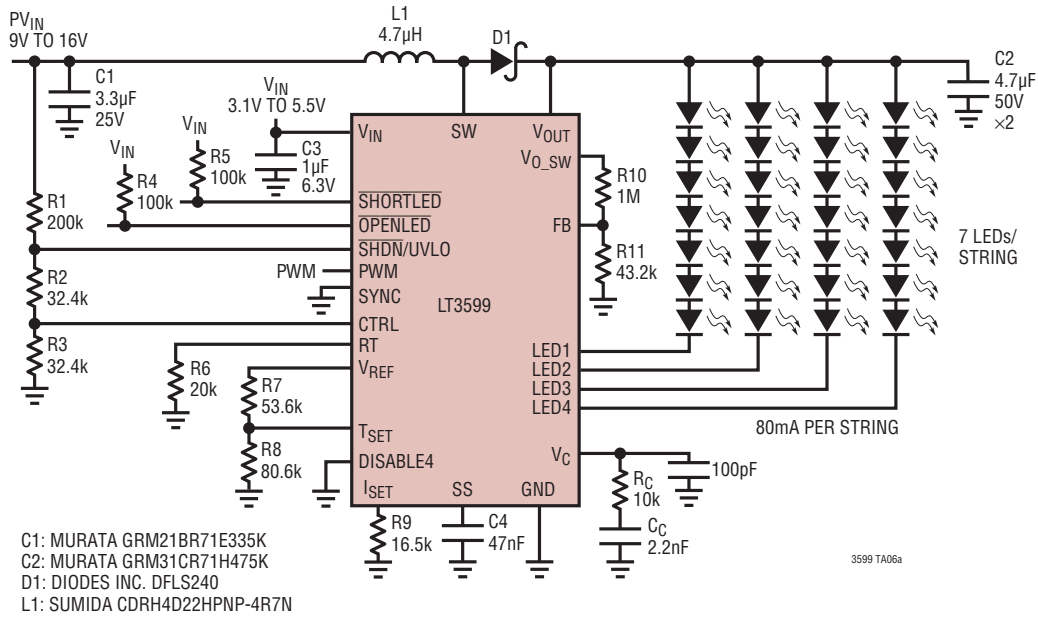 PVIN
9V TO 16V
L1
4.7µH
D1
C1
3.3µF
25V
VIN
3.1V TO 5.5V
C2
4.7µF
50V
×2
VIN
VIN
R5
100k
C3
1µF
6.3V
R4
100k
R1
200k
R2
32.4k
R3
32.4k
VIN
SW
VOUT
VO_SW
SHORTLED
OPENLED
SHDN/UVLO
FB
R10
1M
R11
43.2k
7 LEDs/
STRING
PWM
PWM
SYNC
LT3599
CTRL
RT
VREF
R6
20k
R7
53.6k
R8
80.6k
TSET
DISABLE4
ISET
SS
GND
LED1
LED2
LED3
LED4
80mA PER STRING
VC
RC
10k
100pF
CC
2.2nF
R9
16.5k
C4
47nF
C1: MURATA GRM21BR71E335K
C2: MURATA GRM31CR71H475K
D1: DIODES INC. DFLS240
L1: SUMIDA CDRH4D22HPNP-4R7N
3599 TA06a